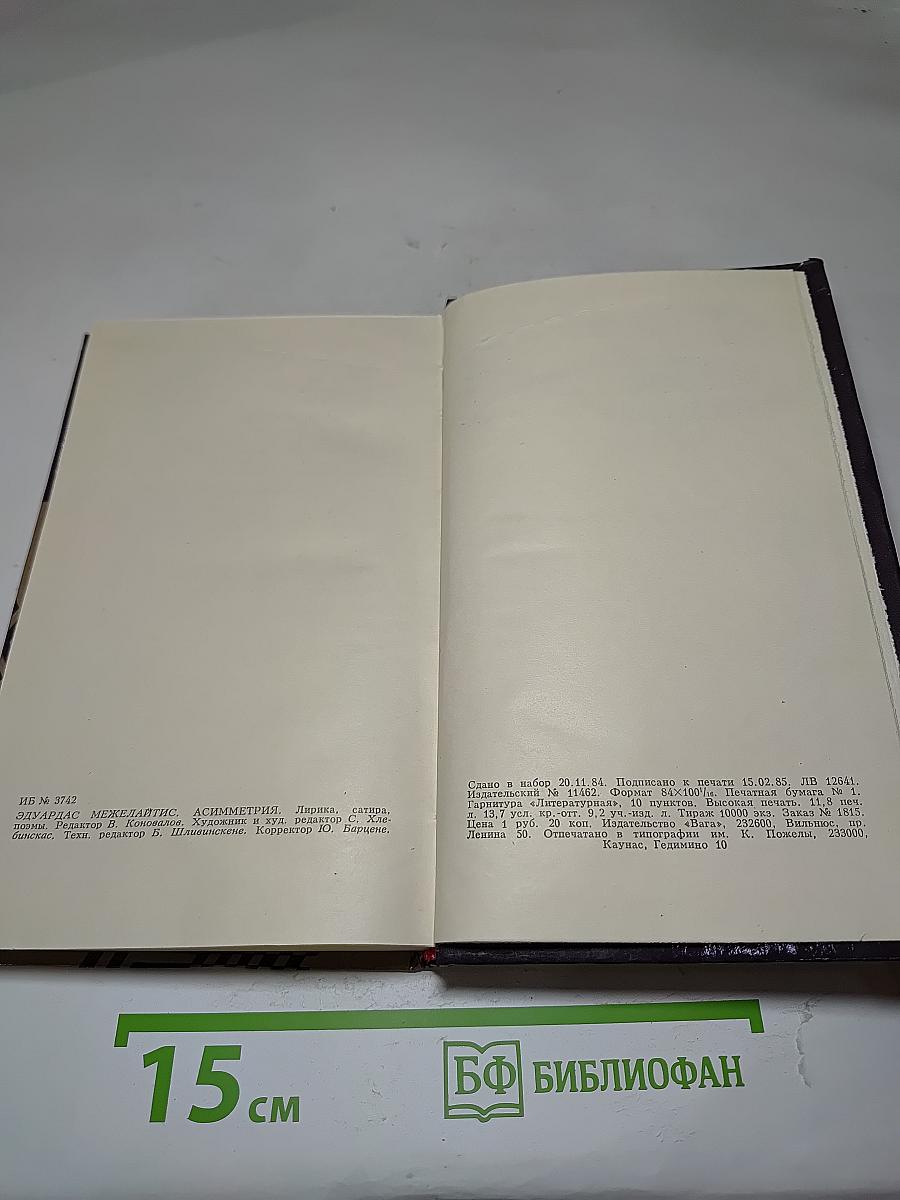 ИБ № 3742
ЭДУАРДАС МЕЖЕЛАЙТИС. АСИММЕТРИЯ. Лирика, сатира,
поэмы. Редактор В. Коновалов. Художник и худ. редактор С. Хле-
бинскас. Техн. редактор Б. Шливинскене. Корректор Ю. Барцене.
Сдано в набор 20.11.84. Подписано к печати 15.02.85. ЛВ 12641.
Издательский № 11462. Формат 84×100¹/₁₆. Печатная бумага № 1.
Гарнитура «Литературная», 10 пунктов. Высокая печать. 11,8 печ.
л. 13,7 усл. кр.-отт. 9,2 уч.-изд. л. Тираж 10000 экз. Заказ № 1815.
Цена 1 руб. 20 коп. Издательство «Вага», 232600, Вильнюс, пр.
Ленина 50. Отпечатано в типографии им. К. Пожелы, 233000,
Каунас, Гедимино 10
15 см
БФ БИБЛИОФАН